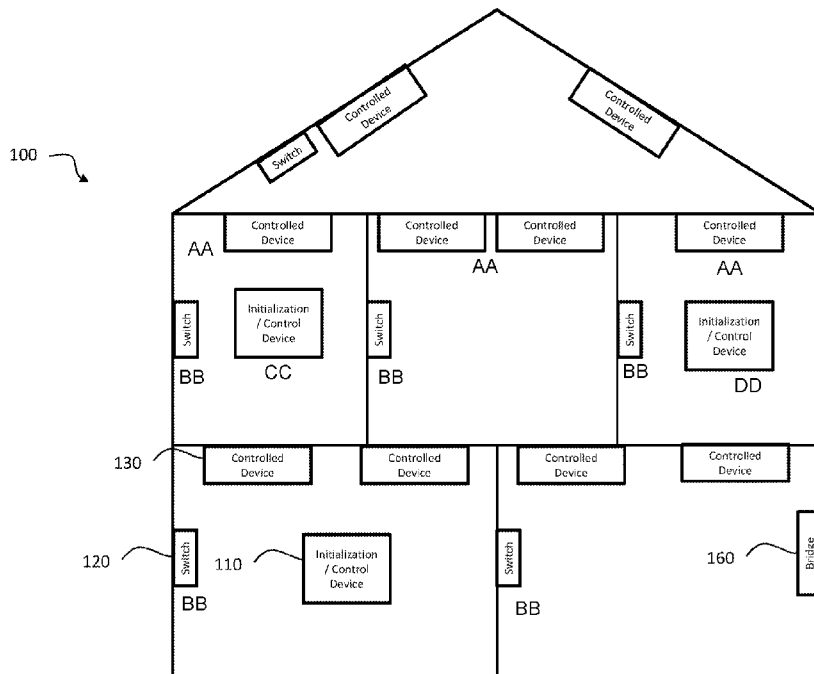 Controlled
Device
Controlled
Device
Switch
100
Controlled
Device
Controlled
Device
Controlled
Device
Controlled
Device
AA
AA
AA
Switch
Initialization
/ Control
Device
Switch
Switch
Initialization
/ Control
Device
BB
CC
BB
BB
DD
130
Controlled
Device
Controlled
Device
Controlled
Device
Controlled
Device
120
Switch
110
Initialization
/ Control
Device
Switch
160
Bridge
BB
BB